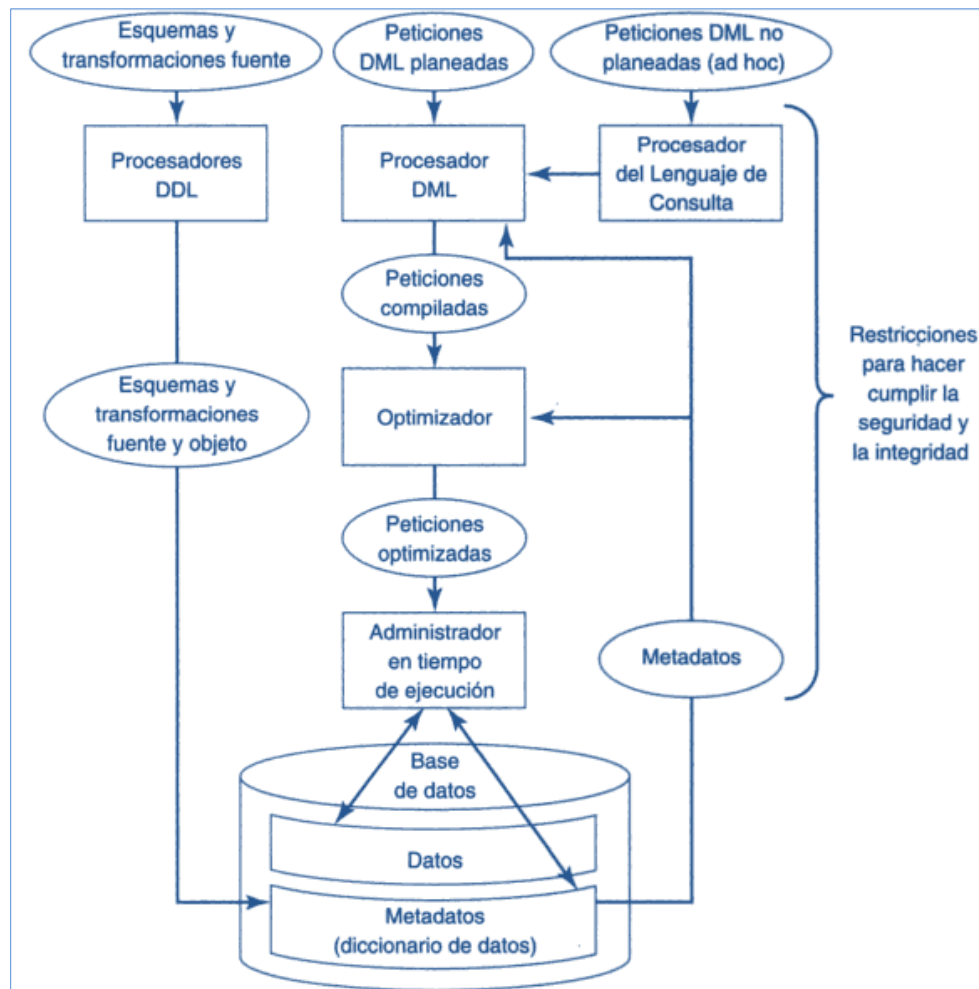 Esquemas y
transformaciones fuente
Peticiones
DML planeadas
Peticiones DML no
planeadas (ad hoc)
Procesadores
DDL
Procesador
DML
Procesador
del Lenguaje de
Consulta
Peticiones
compiladas
Esquemas y
transformaciones
fuente y objeto
Optimizador
Restricciones
para hacer
cumplir la
seguridad y
la integridad
Peticiones
optimizadas
Administrador
en tiempo
de ejecución
Metadatos
Base
de datos
Datos
Metadatos
(diccionario de datos)